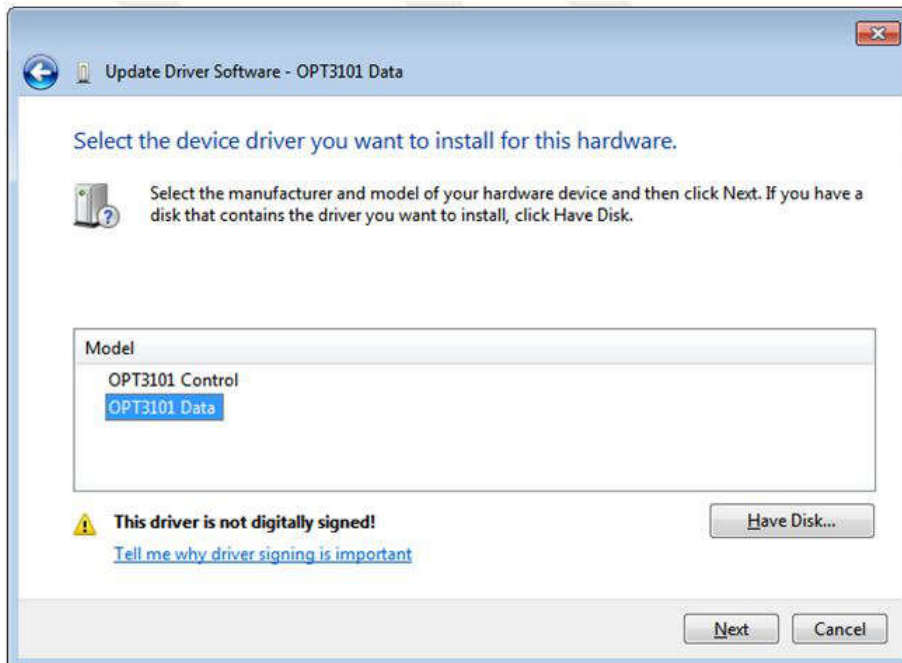 Update Driver Software - OPT3101 Data
Select the device driver you want to install for this hardware.
Select the manufacturer and model of your hardware device and then click Next. If you have a
disk that contains the driver you want to install, click Have Disk.
Model
OPT3101 Control
OPT3101 Data
This driver is not digitally signed!
Have Disk...
Tell me why driver signing is important
Next
Cancel